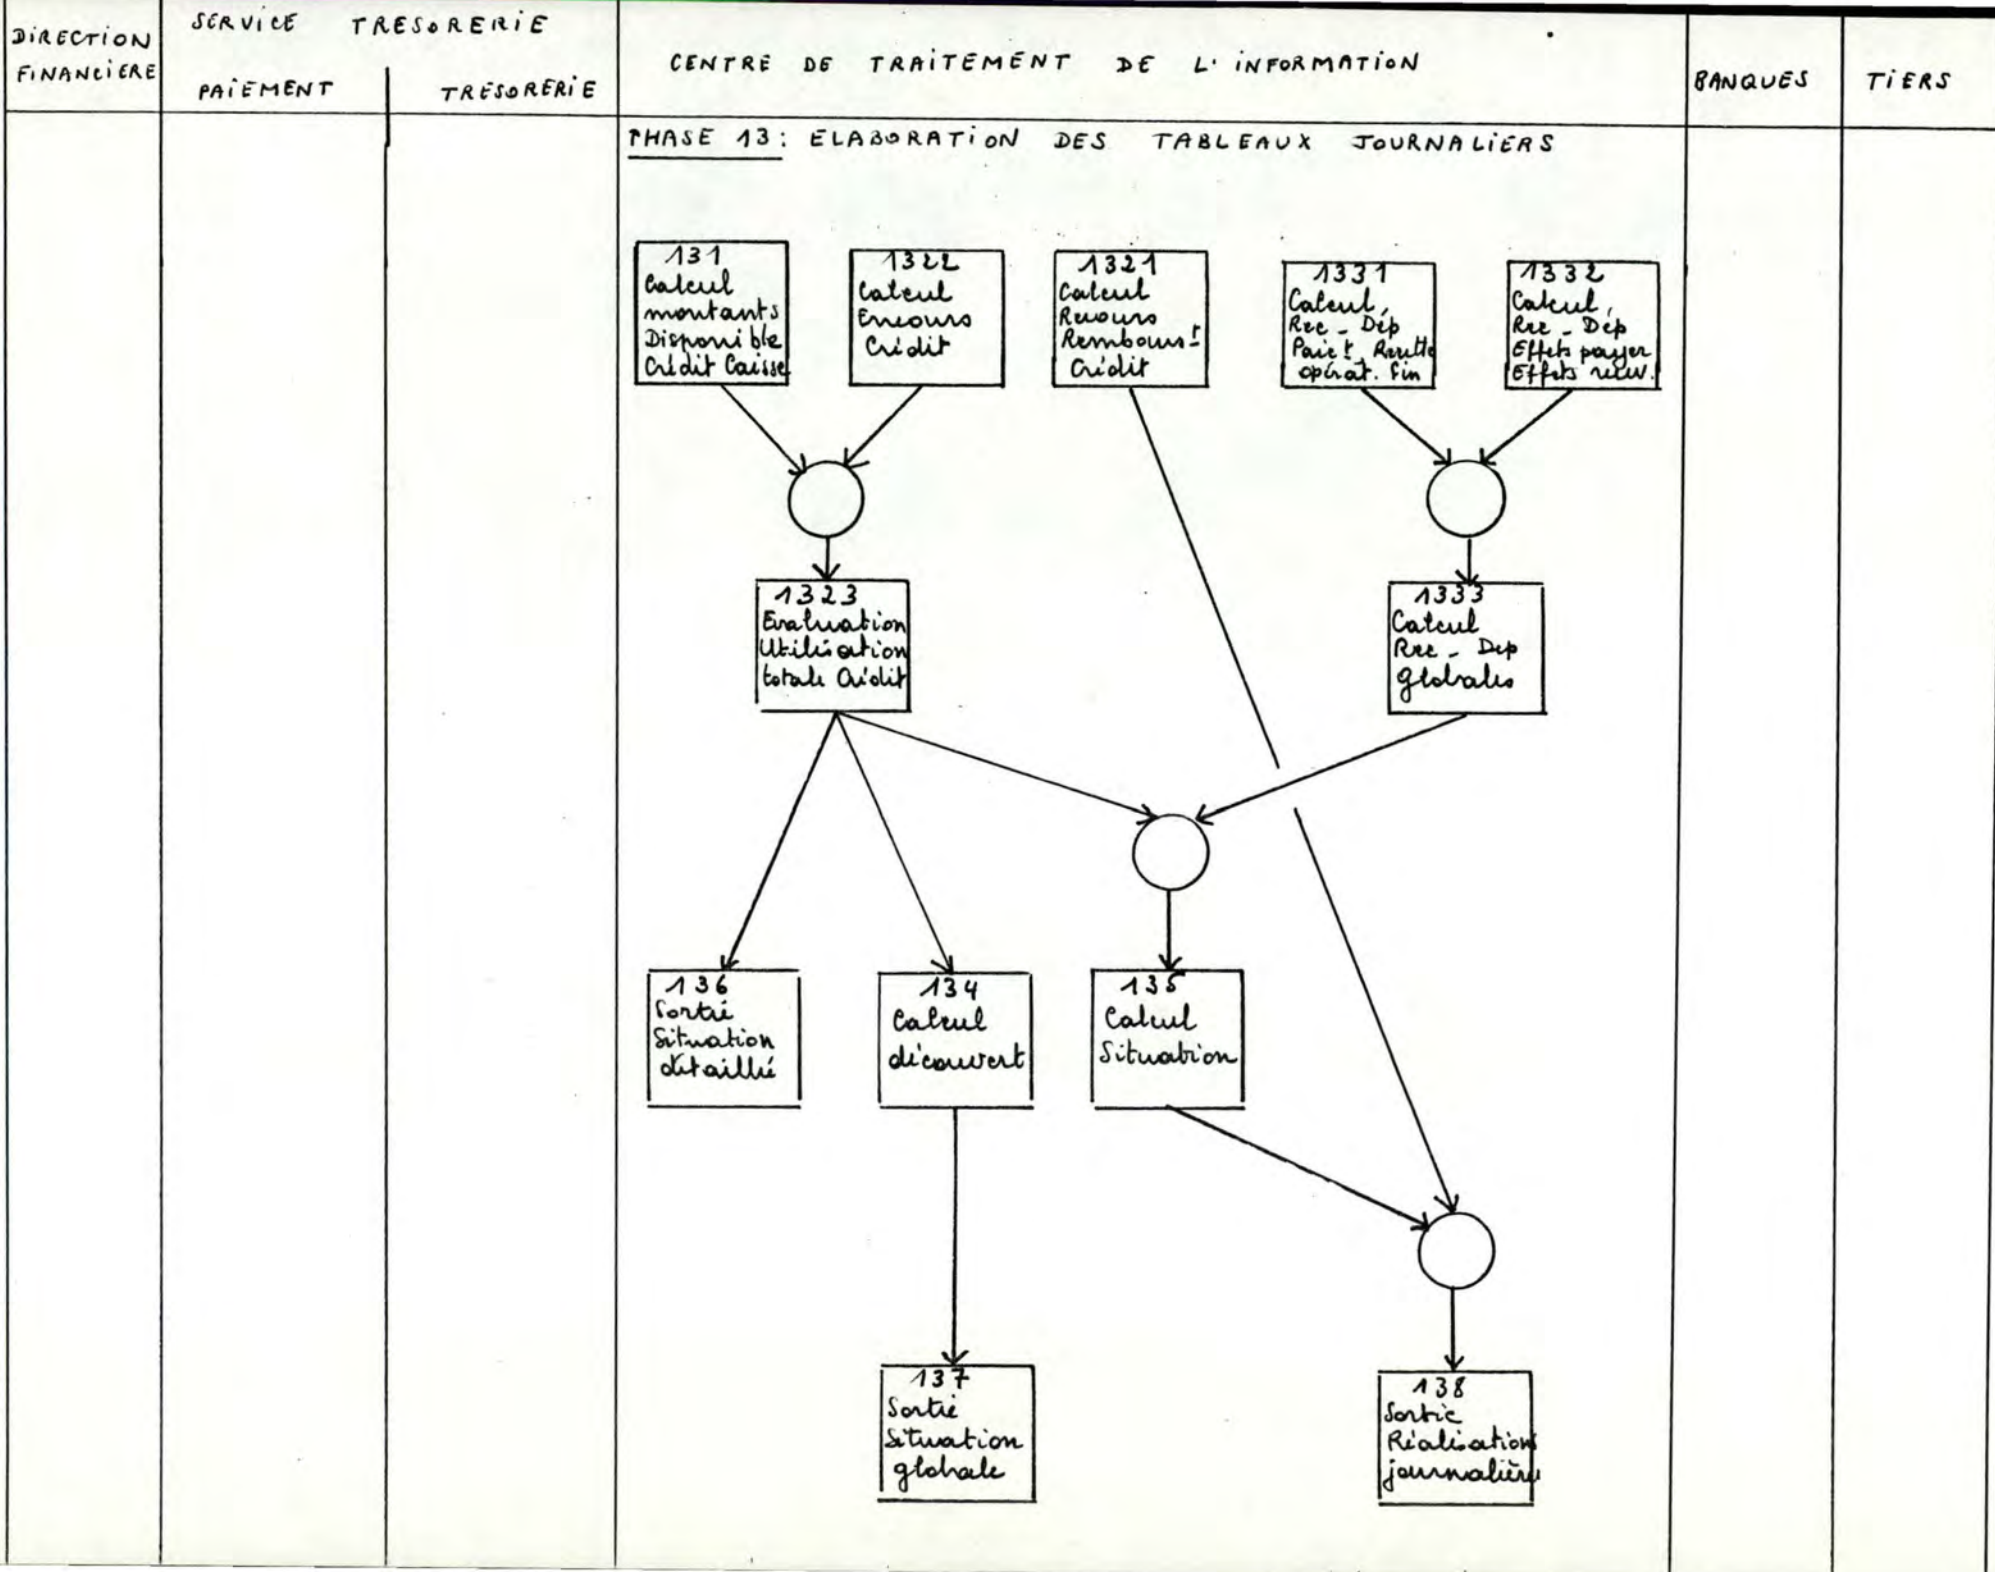 DIRECTION
FINANCIERE
SERVICE TRESORERIE
PAIEMENT
TRESORERIE
CENTRE DE TRAITEMENT DE L'INFORMATION
BANQUES
TIERS
PHASE 13: ELABORATION DES TABLEAUX JOURNALIERS
131
Calcul
montants
Disponible
Crédit Caisse
1322
Calcul
Encours
Crédit
1321
Calcul
Recours
Rembours.t
Crédit
1331
Calcul,
Rec - Dép
Paie.t, Recette
opérat. fin
1332
Calcul,
Rec - Dép
Effets payer
Effets recev.
1323
Evaluation
Utilisation
totale Crédit
1333
Calcul
Rec - Dep
globales
136
Sortie
Situation
détaillé
134
Calcul
découvert
135
Calcul
Situation
137
Sortie
Situation
globale
138
Sortie
Réalisations
journalière